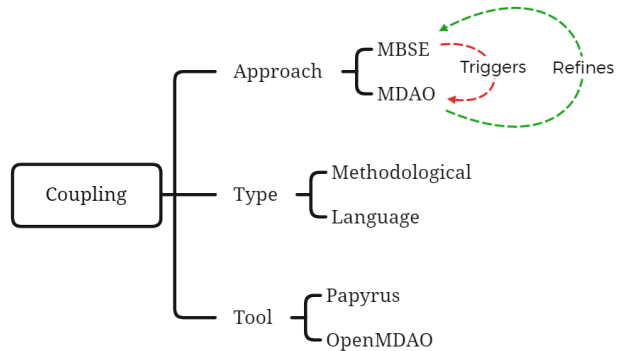 MBSE
Approach
Triggers
Refines
MDAO
Methodological
Coupling
Type
Language
Papyrus
Tool
OpenMDAO